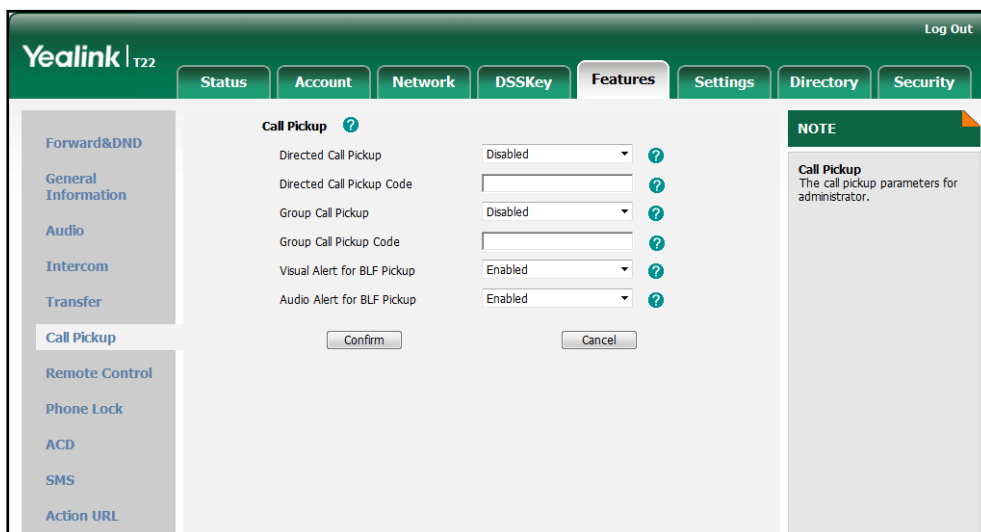 Log Out
Yealink | T22
Status Account Network DSSKey Features Settings Directory Security
Forward&DND
General
Information
Audio
Intercom
Transfer
Call Pickup
Remote Control
Phone Lock
ACD
SMS
Action URL
Call Pickup ?
Directed Call Pickup Disabled ?
Directed Call Pickup Code ?
Group Call Pickup Disabled ?
Group Call Pickup Code ?
Visual Alert for BLF Pickup Enabled ?
Audio Alert for BLF Pickup Enabled ?
Confirm Cancel
NOTE
Call Pickup
The call pickup parameters for
administrator.